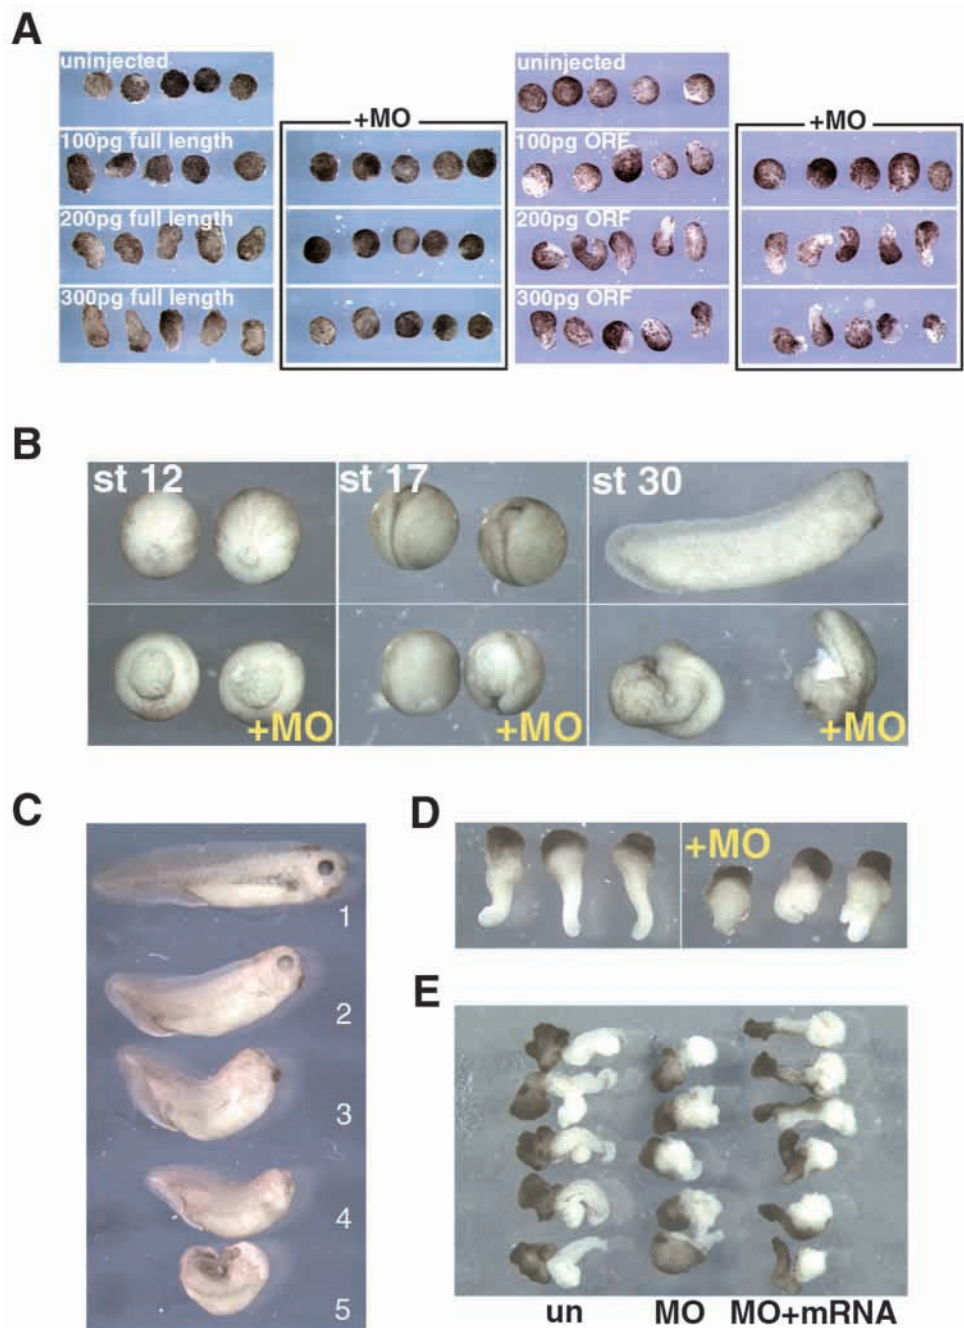 A
uninjected
100pg full length
200pg full length
300pg full length
+MO
uninjected
100pg ORF
200pg ORF
300pg ORF
+MO
B
st 12
st 17
st 30
+MO
+MO
+MO
C
1
2
3
4
5
D
+MO
E
un
MO
MO+mRNA